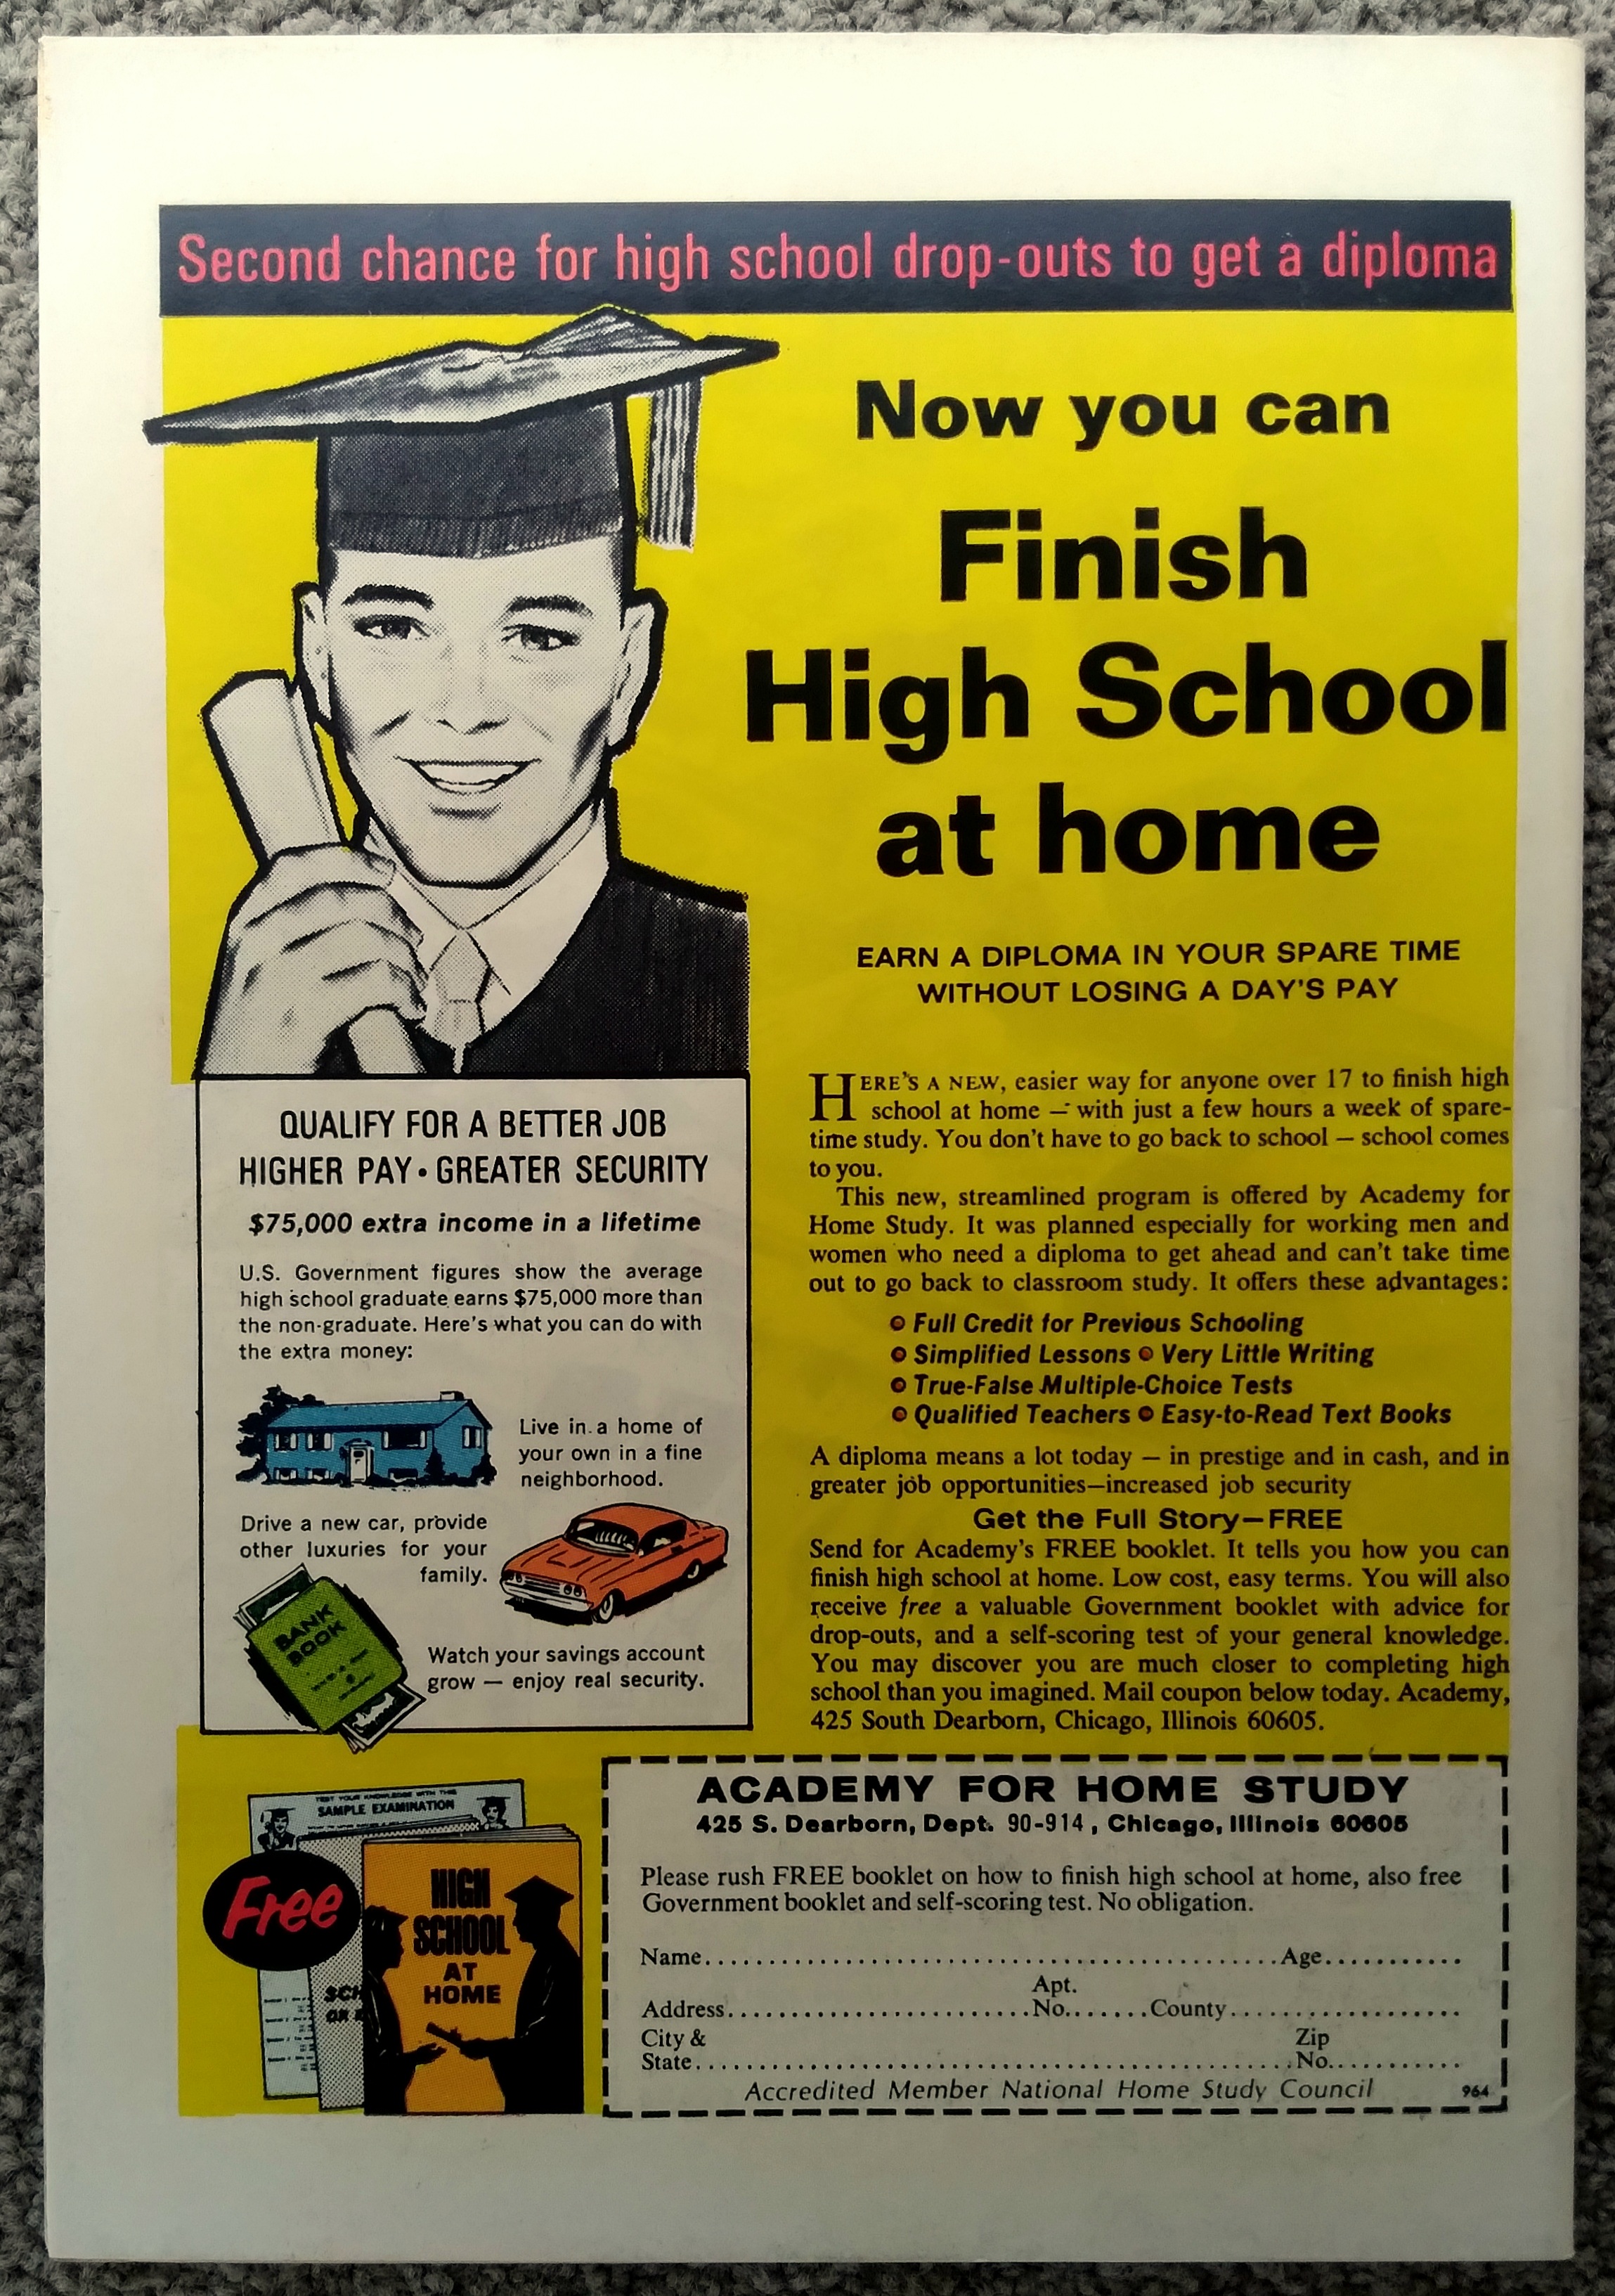 Second chance for high school drop-outs to get a diploma
Now you can
Finish
High School
at home
EARN A DIPLOMA IN YOUR SPARE TIME
WITHOUT LOSING A DAY'S PAY
HERE'S A NEW, easier way for anyone over 17 to finish high
school at home — with just a few hours a week of spare-
time study. You don't have to go back to school — school comes
to you.
This new, streamlined program is offered by Academy for
Home Study. It was planned especially for working men and
women who need a diploma to get ahead and can't take time
out to go back to classroom study. It offers these advantages:
• Full Credit for Previous Schooling
• Simplified Lessons • Very Little Writing
• True-False Multiple-Choice Tests
• Qualified Teachers • Easy-to-Read Text Books
A diploma means a lot today — in prestige and in cash, and in
greater job opportunities—increased job security
Get the Full Story—FREE
Send for Academy's FREE booklet. It tells you how you can
finish high school at home. Low cost, easy terms. You will also
receive free a valuable Government booklet with advice for
drop-outs, and a self-scoring test of your general knowledge.
You may discover you are much closer to completing high
school than you imagined. Mail coupon below today. Academy,
425 South Dearborn, Chicago, Illinois 60605.
QUALIFY FOR A BETTER JOB
HIGHER PAY • GREATER SECURITY
$75,000 extra income in a lifetime
U.S. Government figures show the average
high school graduate earns $75,000 more than
the non-graduate. Here's what you can do with
the extra money:
Live in a home of
your own in a fine
neighborhood.
Drive a new car, provide
other luxuries for your
family.
BANK
BOOK
Watch your savings account
grow — enjoy real security.
TEST YOUR KNOWLEDGE WITH THIS
SAMPLE EXAMINATION
Free
SCH
OR
HIGH
SCHOOL
AT
HOME
ACADEMY FOR HOME STUDY
425 S. Dearborn, Dept. 90-914, Chicago, Illinois 60605
Please rush FREE booklet on how to finish high school at home, also free
Government booklet and self-scoring test. No obligation.
Name..........................................Age...........
Apt.
Address.......................No.......County.................
City &
Zip
State............................................No...........
Accredited Member National Home Study Council 964